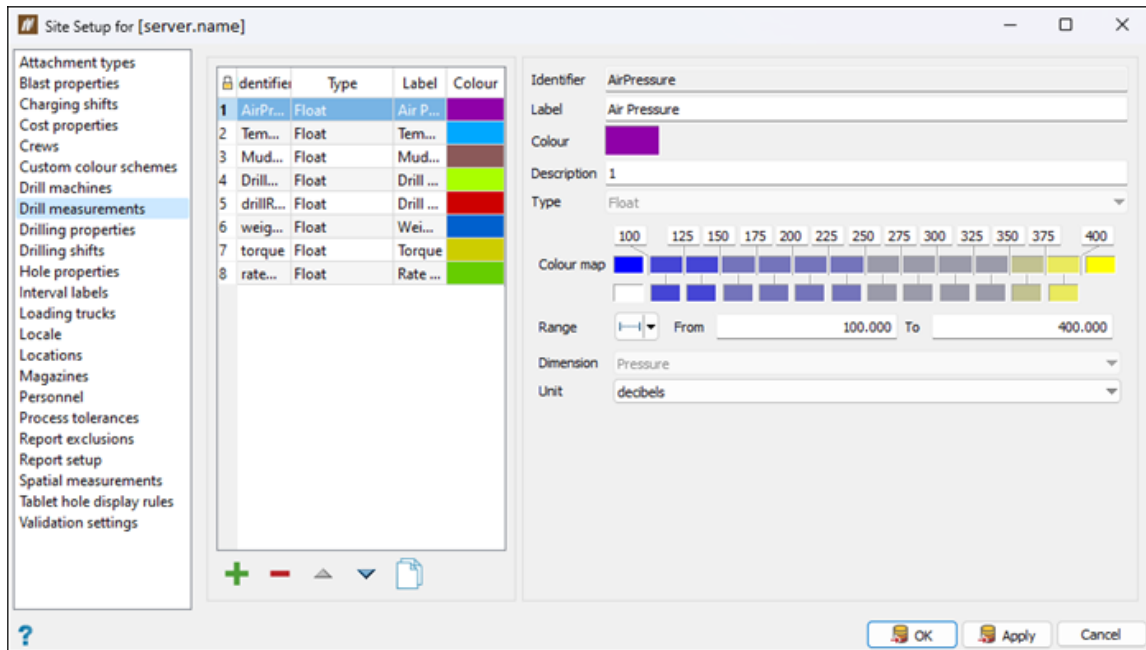 Site Setup for [server.name]
Attachment types
Blast properties
Charging shifts
Cost properties
Crews
Custom colour schemes
Drill machines
Drill measurements
Drilling properties
Drilling shifts
Hole properties
Interval labels
Loading trucks
Locale
Locations
Magazines
Personnel
Process tolerances
Report exclusions
Report setup
Spatial measurements
Tablet hole display rules
Validation settings
dentifier Type Label Colour
1 AirPr... Float Air P...
2 Tem... Float Tem...
3 Mud... Float Mud...
4 Drill... Float Drill ...
5 drillR... Float Drill ...
6 weig... Float Wei...
7 torque Float Torque
8 rate... Float Rate ...
Identifier AirPressure
Label Air Pressure
Colour
Description 1
Type Float
100 125 150 175 200 225 250 275 300 325 350 375 400
Colour map
Range From 100.000 To 400.000
Dimension Pressure
Unit decibels
?
OK Apply Cancel